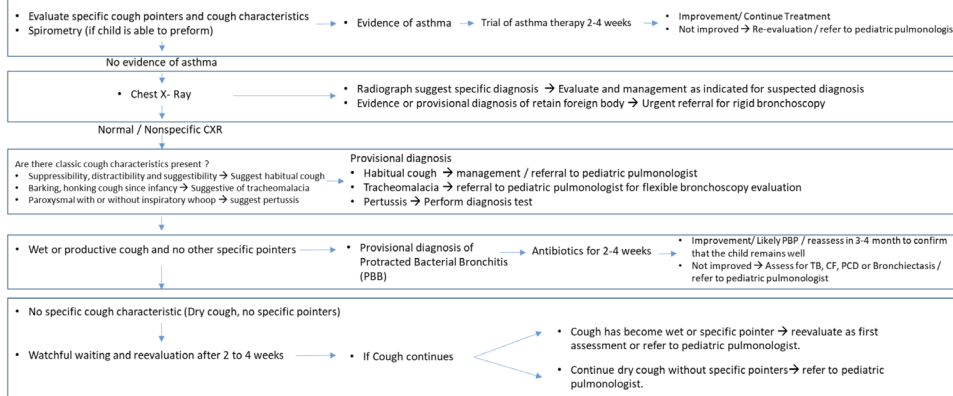 • Evaluate specific cough pointers and cough characteristics
• Spirometry (if child is able to preform)
• Evidence of asthma
Trial of asthma therapy 2-4 weeks
• Improvement/ Continue Treatment
• Not improved → Re-evaluation / refer to pediatric pulmonologis
No evidence of asthma
• Chest X- Ray
• Radiograph suggest specific diagnosis → Evaluate and management as indicated for suspected diagnosis
• Evidence or provisional diagnosis of retain foreign body → Urgent referral for rigid bronchoscopy
Normal / Nonspecific CXR
Are there classic cough characteristics present ?
• Suppressibility, distractibility and suggestibility → Suggest habitual cough
• Barking, honking cough since infancy → Suggestive of tracheomalacia
• Paroxysmal with or without inspiratory whoop → suggest pertussis
Provisional diagnosis
• Habitual cough → management / referral to pediatric pulmonologist
• Tracheomalacia → referral to pediatric pulmonologist for flexible bronchoscopy evaluation
• Pertussis → Perform diagnosis test
• Wet or productive cough and no other specific pointers
• Provisional diagnosis of
Protracted Bacterial Bronchitis
(PBB)
Antibiotics for 2-4 weeks
• Improvement/ Likely PBP / reassess in 3-4 month to confirm
that the child remains well
• Not improved → Assess for TB, CF, PCD or Bronchiectasis /
refer to pediatric pulmonologist
• No specific cough characteristic (Dry cough, no specific pointers)
• Watchful waiting and reevaluation after 2 to 4 weeks
• If Cough continues
• Cough has become wet or specific pointer → reevaluate as first
assessment or refer to pediatric pulmonologist.
• Continue dry cough without specific pointers→ refer to pediatric
pulmonologist.